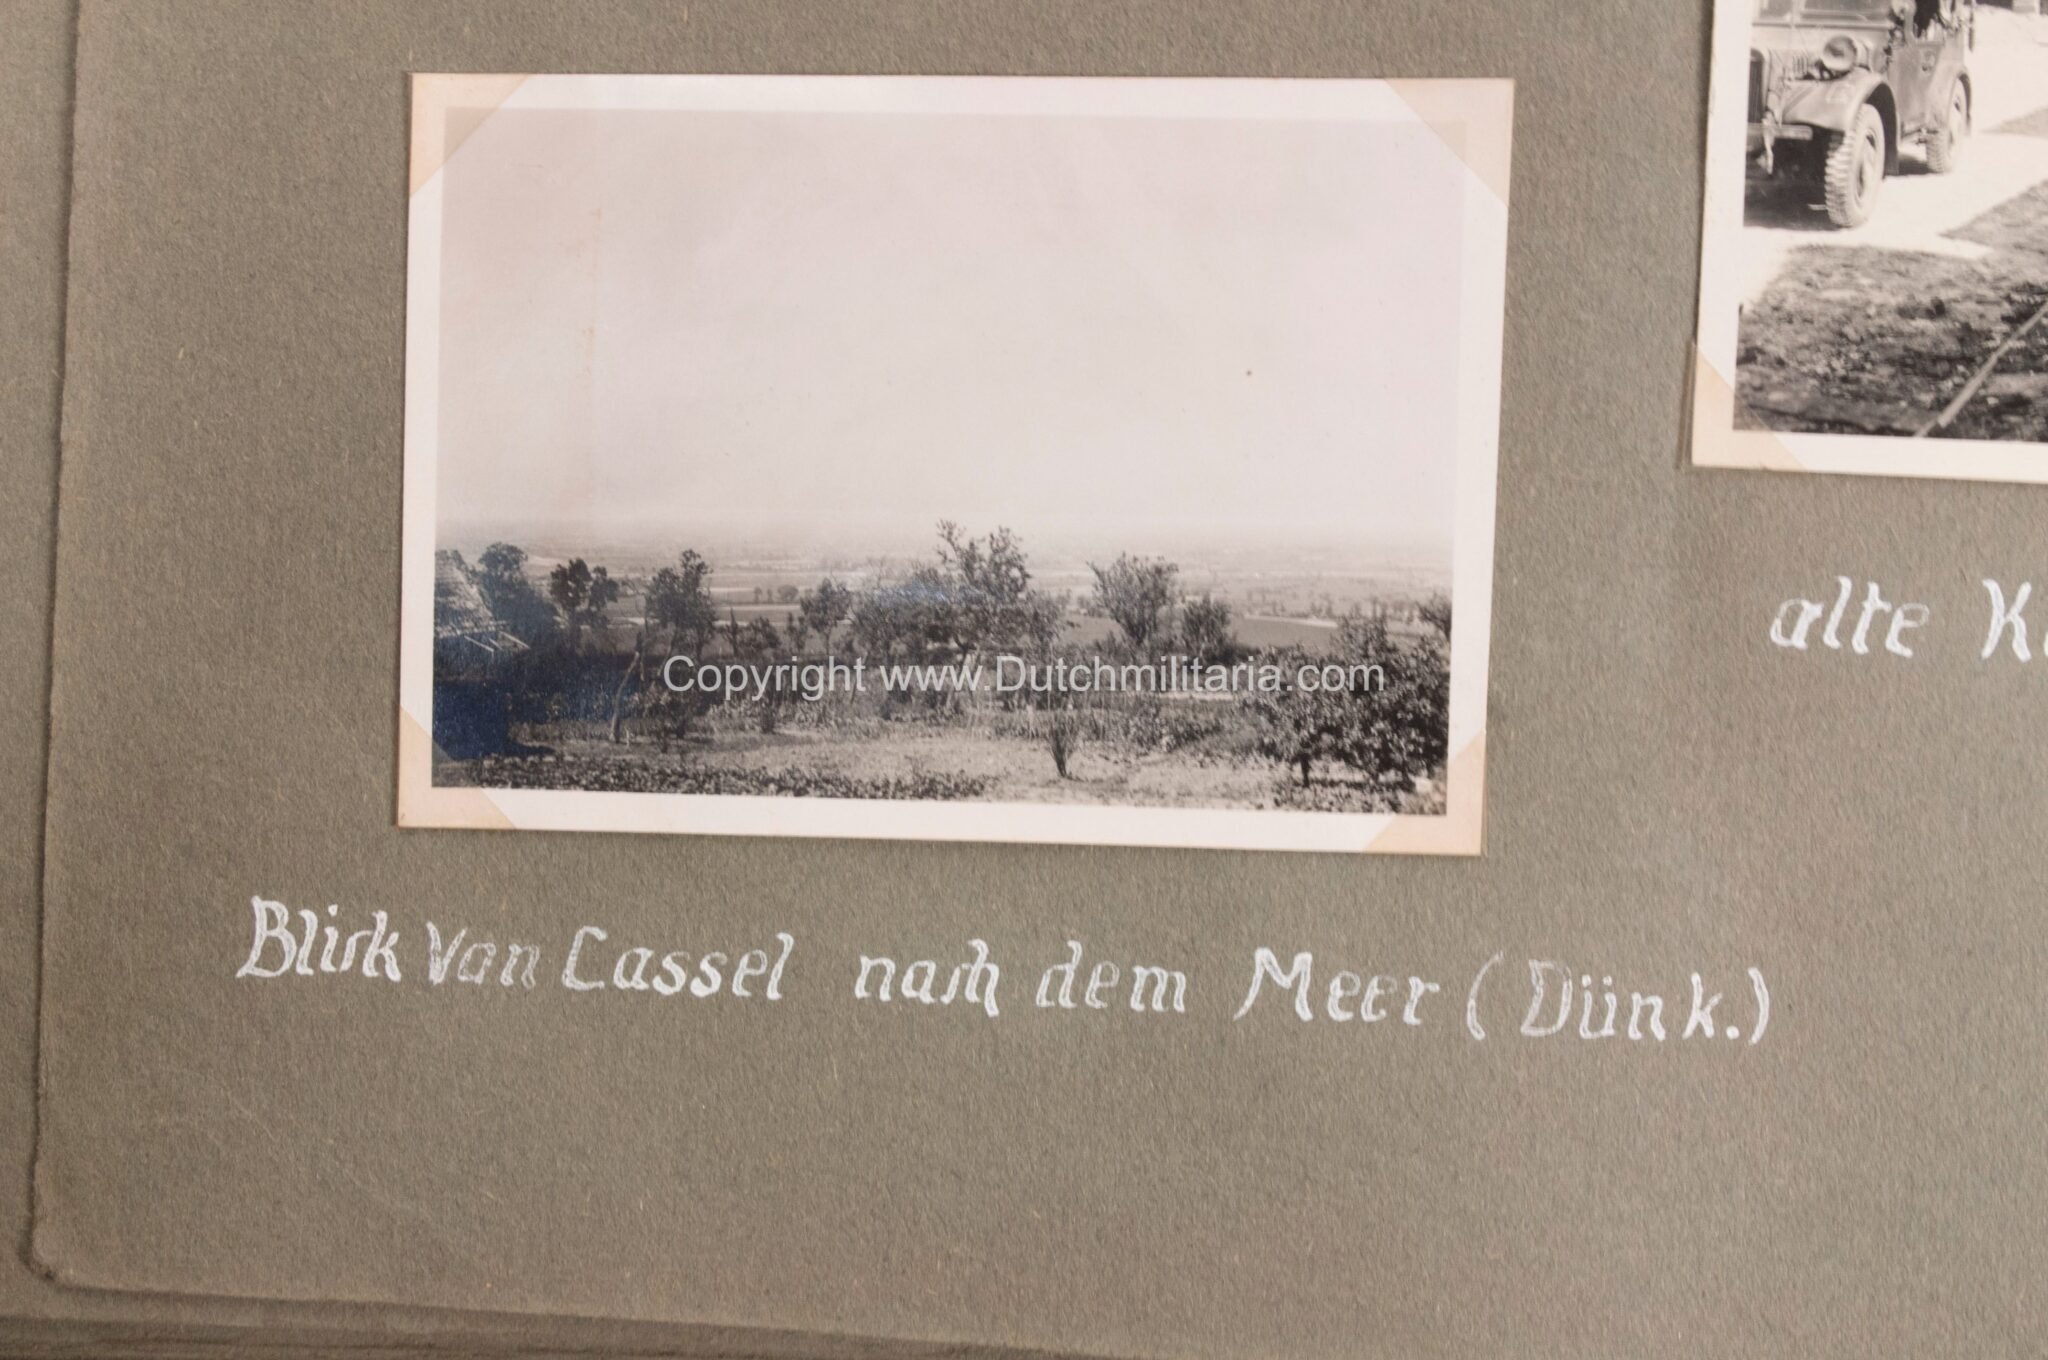 Copyright www.Dutchmilitaria.com
alte
Blick Von Cassel nach dem Meer (Dünk.)